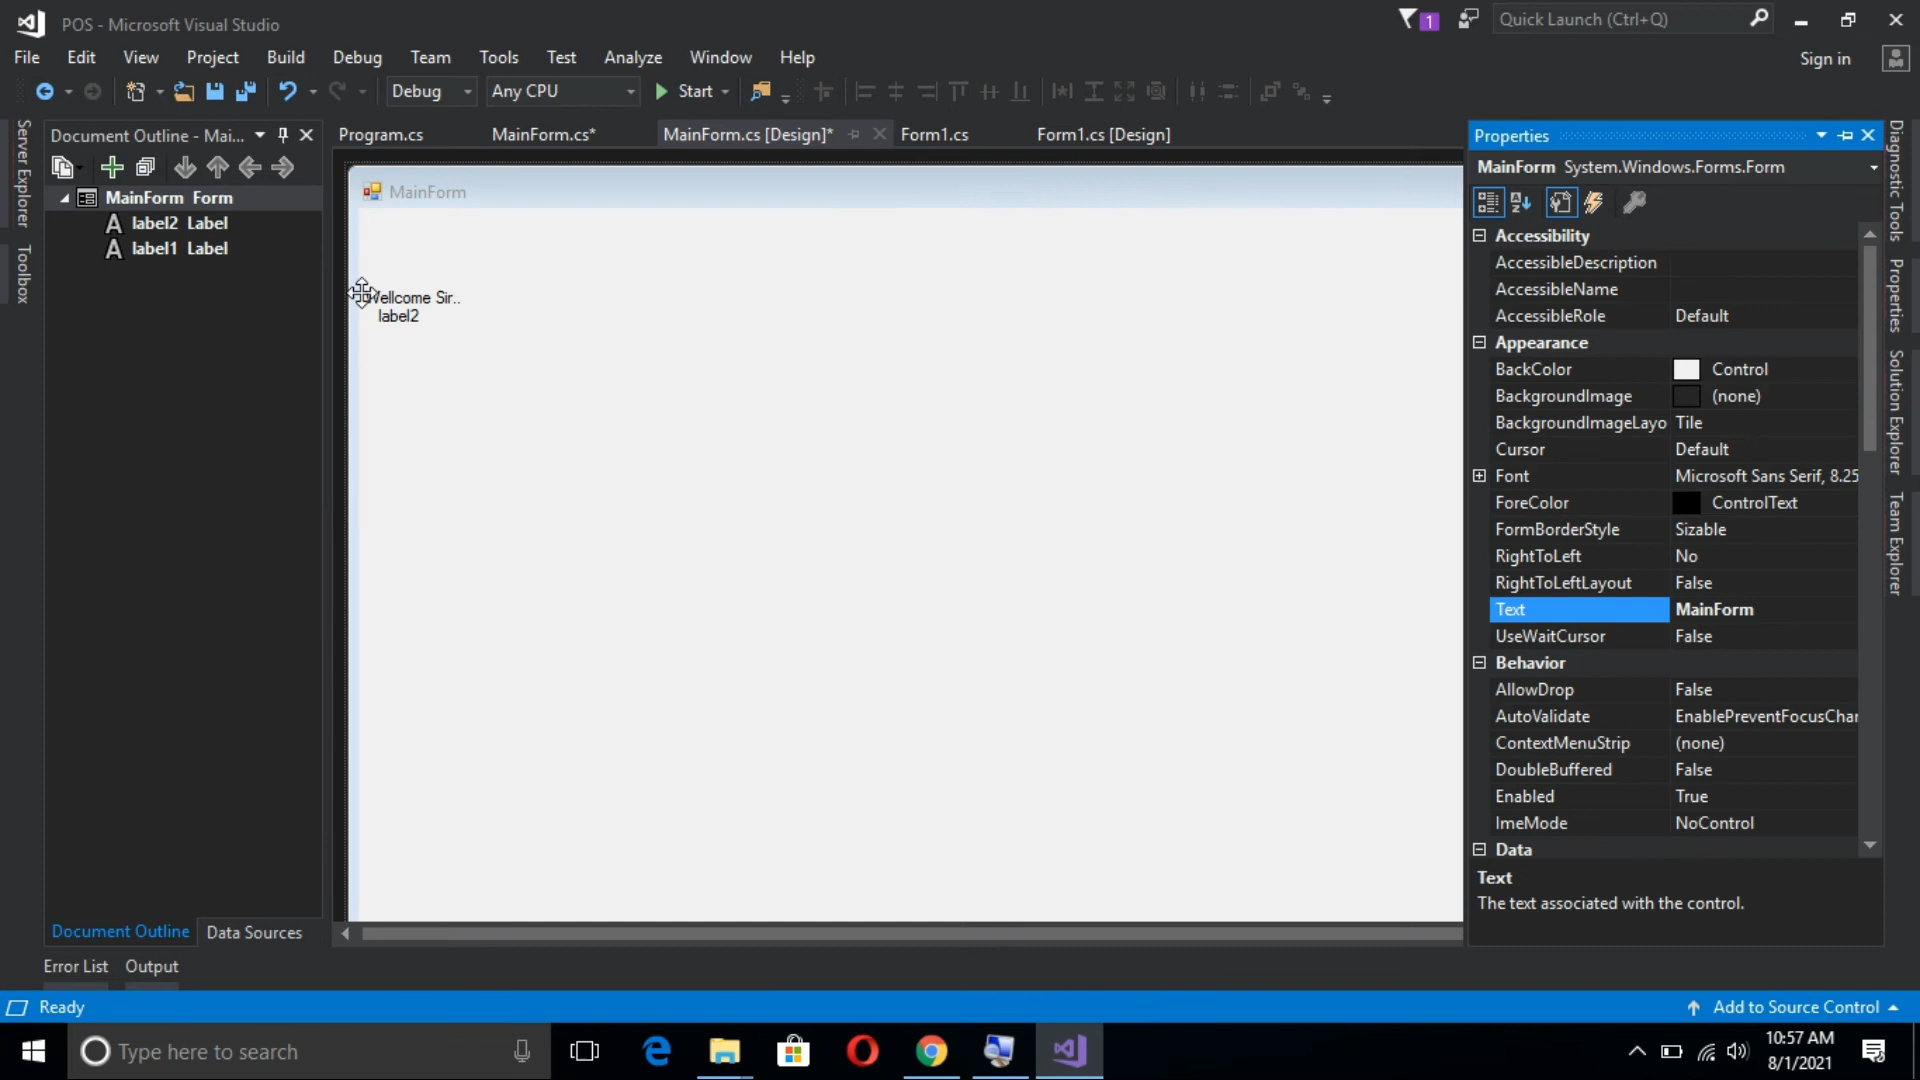 POS - Microsoft Visual Studio
1
Quick Launch (Ctrl+Q)
File Edit View Project Build Debug Team Tools Test Analyze Window Help
Sign in
Debug Any CPU Start
Server Explorer
Toolbox
Document Outline - Mai...
MainForm Form
label2 Label
label1 Label
Document Outline Data Sources
Program.cs MainForm.cs* MainForm.cs [Design]* Form1.cs Form1.cs [Design]
MainForm
Wellcome Sir..
label2
Properties
MainForm System.Windows.Forms.Form
Accessibility
AccessibleDescription
AccessibleName
AccessibleRole Default
Appearance
BackColor Control
BackgroundImage (none)
BackgroundImageLayo Tile
Cursor Default
Font Microsoft Sans Serif, 8.25
ForeColor ControlText
FormBorderStyle Sizable
RightToLeft No
RightToLeftLayout False
Text MainForm
UseWaitCursor False
Behavior
AllowDrop False
AutoValidate EnablePreventFocusChar
ContextMenuStrip (none)
DoubleBuffered False
Enabled True
ImeMode NoControl
Data
Text
The text associated with the control.
Diagnostic Tools
Properties
Solution Explorer
Team Explorer
Error List Output
Ready
Add to Source Control
Type here to search
10:57 AM
8/1/2021